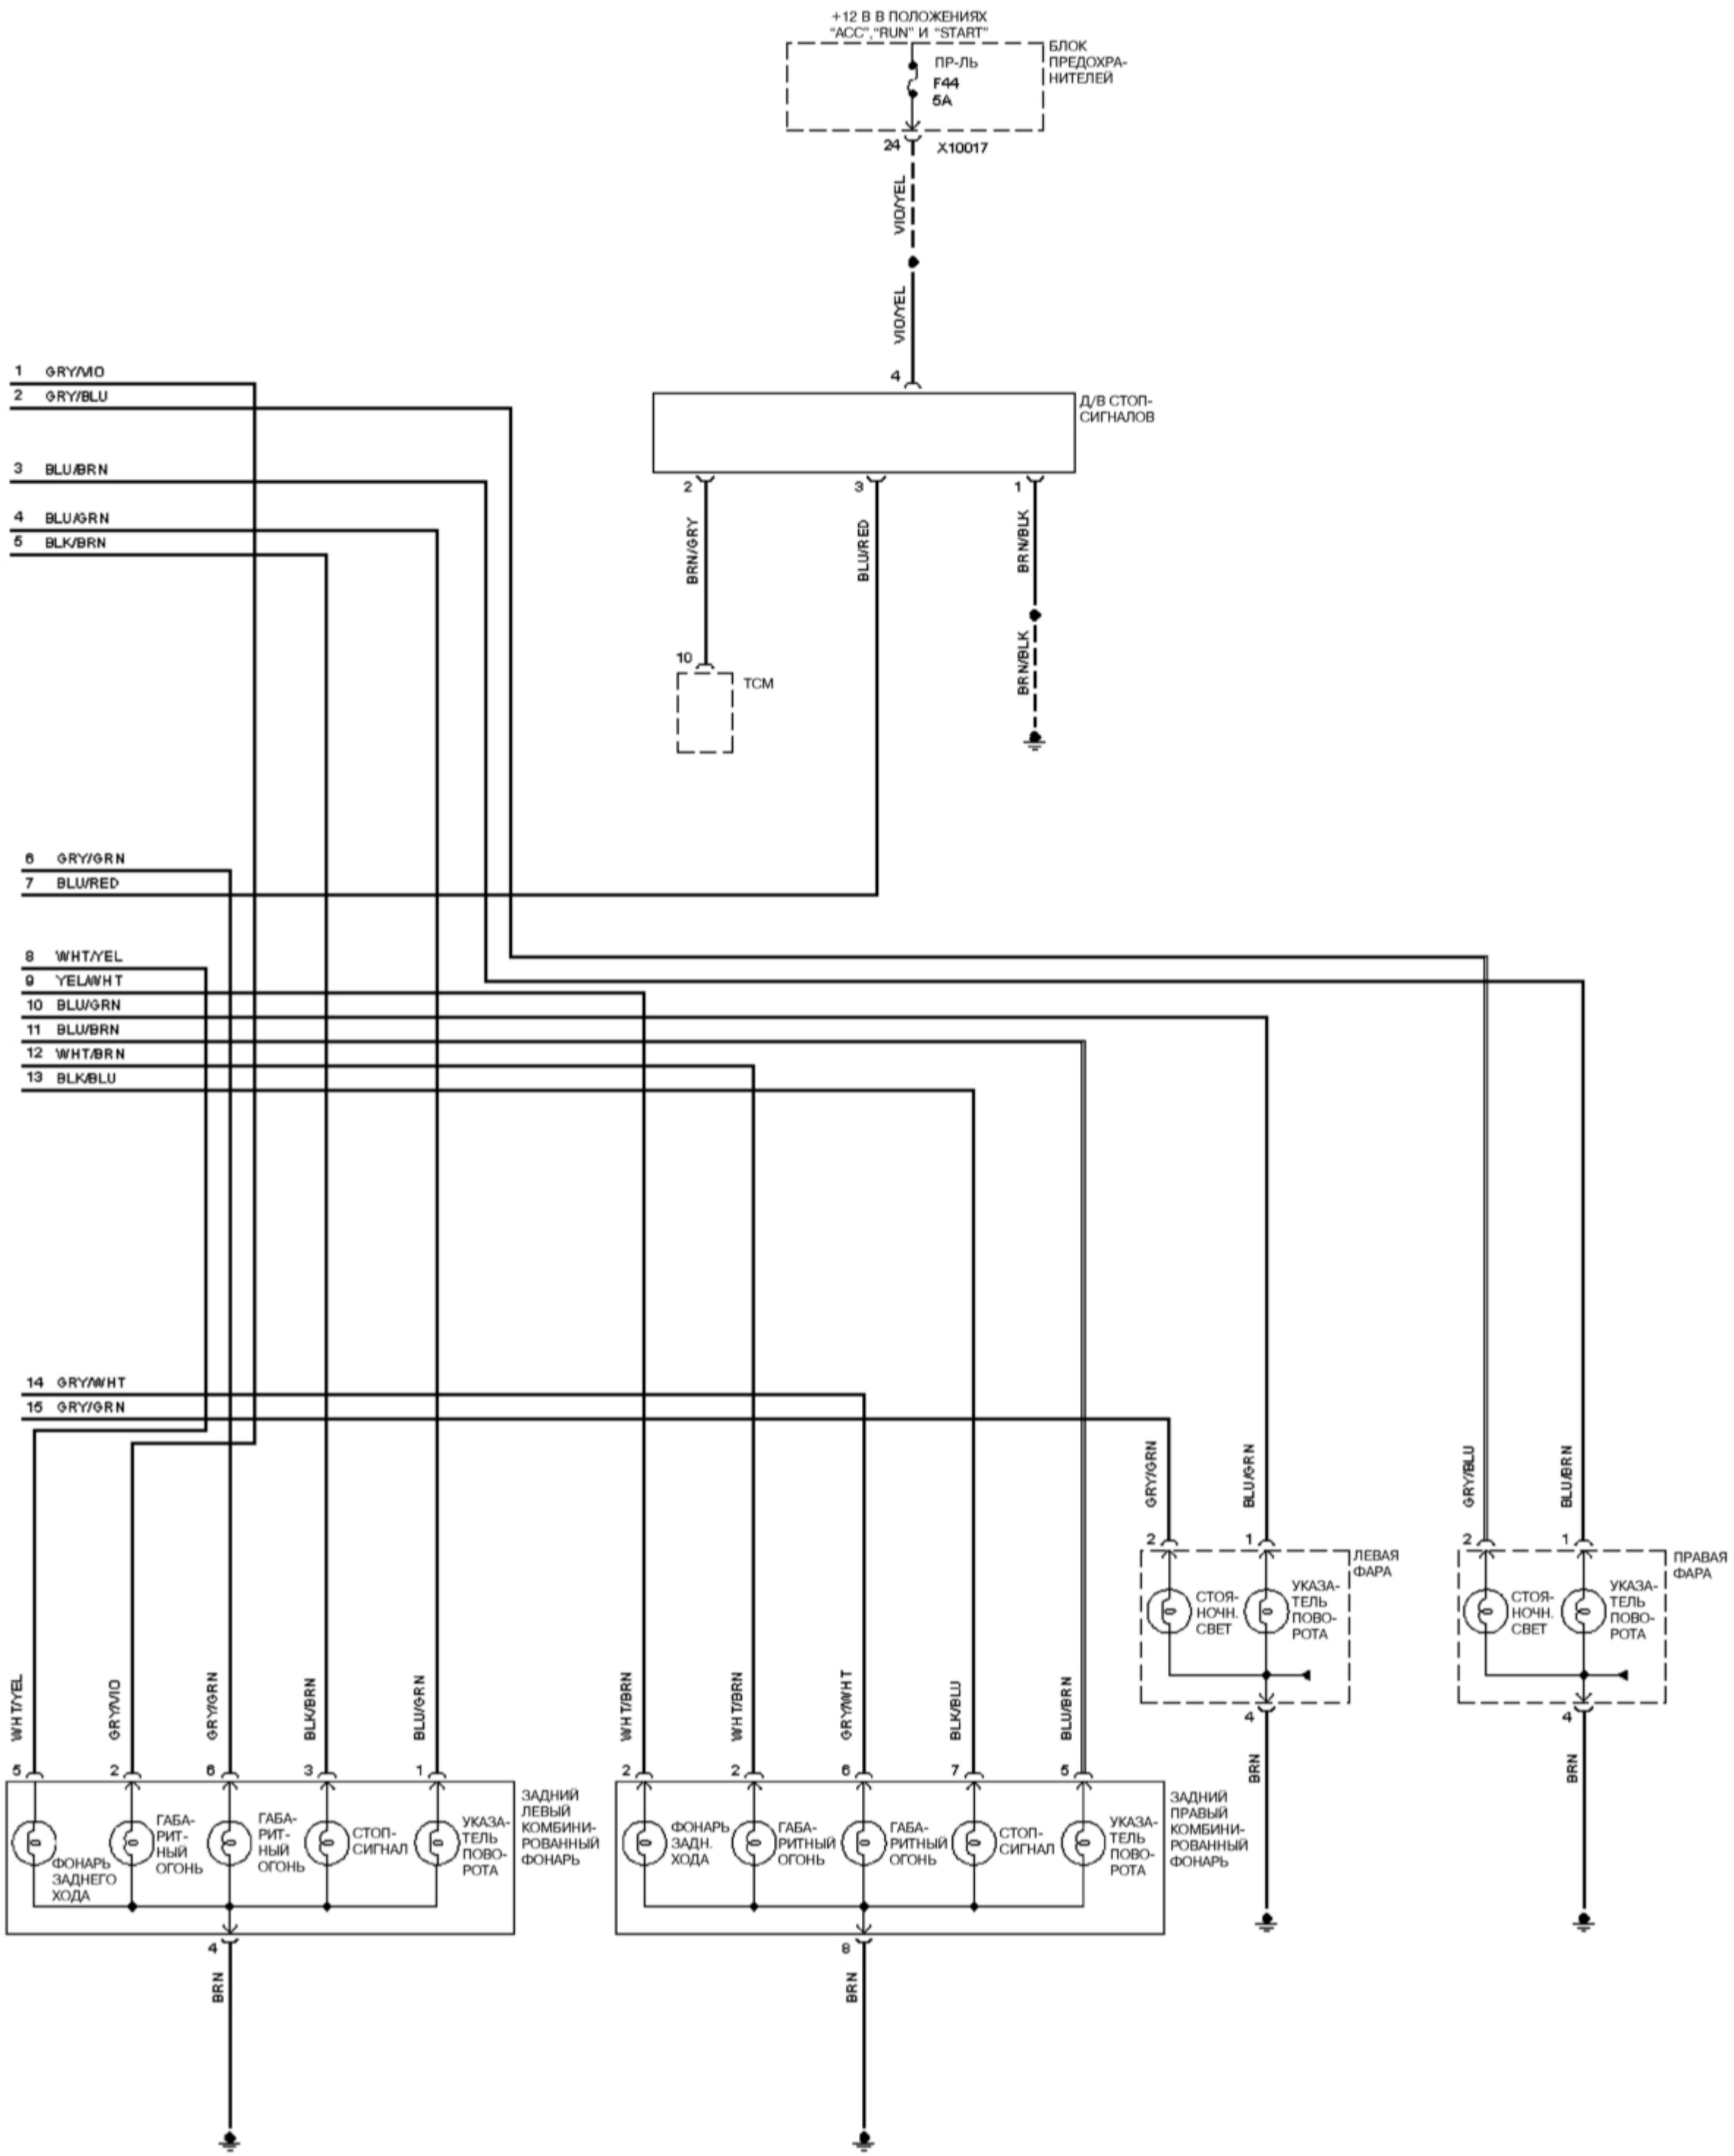 +12 В В ПОЛОЖЕНИЯХ
"ACC","RUN" И "START"
БЛОК
ПРЕДОХРА-
НИТЕЛЕЙ
ПР-ЛЬ
F44
5A
24 X10017
VIO/YEL
VIO/YEL
4
Д/В СТОП-
СИГНАЛОВ
1 GRY/VIO
2 GRY/BLU
3 BLU/BRN
4 BLU/GRN
5 BLK/BRN
2
3
1
BRN/GRY
BLU/RED
BRN/BLK
BRN/BLK
10
TCM
6 GRY/GRN
7 BLU/RED
8 WHT/YEL
9 YEL/WHT
10 BLU/GRN
11 BLU/BRN
12 WHT/BRN
13 BLK/BLU
14 GRY/WHT
15 GRY/GRN
GRY/GRN
BLU/GRN
GRY/BLU
BLU/BRN
2
1
ЛЕВАЯ
ФАРА
СТОЯ-
НОЧН.
СВЕТ
УКАЗА-
ТЕЛЬ
ПОВО-
РОТА
4
BRN
2
1
ПРАВАЯ
ФАРА
СТОЯ-
НОЧН.
СВЕТ
УКАЗА-
ТЕЛЬ
ПОВО-
РОТА
4
BRN
WHT/YEL
GRY/VIO
GRY/GRN
BLK/BRN
BLU/GRN
5
2
6
3
1
ФОНАРЬ
ЗАДНЕГО
ХОДА
ГАБА-
РИТ-
НЫЙ
ОГОНЬ
ГАБА-
РИТ-
НЫЙ
ОГОНЬ
СТОП-
СИГНАЛ
УКАЗА-
ТЕЛЬ
ПОВО-
РОТА
ЗАДНИЙ
ЛЕВЫЙ
КОМБИНИ-
РОВАННЫЙ
ФОНАРЬ
4
BRN
WHT/BRN
WHT/BRN
GRY/WHT
BLK/BLU
BLU/BRN
2
2
6
7
5
ФОНАРЬ
ЗАДН.
ХОДА
ГАБА-
РИТНЫЙ
ОГОНЬ
ГАБА-
РИТНЫЙ
ОГОНЬ
СТОП-
СИГНАЛ
УКАЗА-
ТЕЛЬ
ПОВО-
РОТА
ЗАДНИЙ
ПРАВЫЙ
КОМБИНИ-
РОВАННЫЙ
ФОНАРЬ
8
BRN